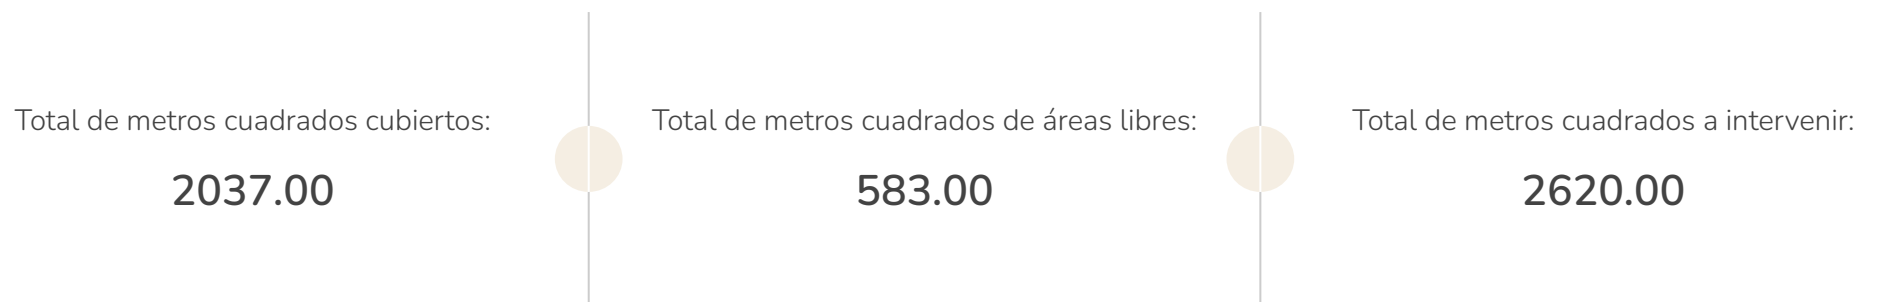 Total de metros cuadrados cubiertos:
2037.00
Total de metros cuadrados de áreas libres:
583.00
Total de metros cuadrados a intervenir:
2620.00